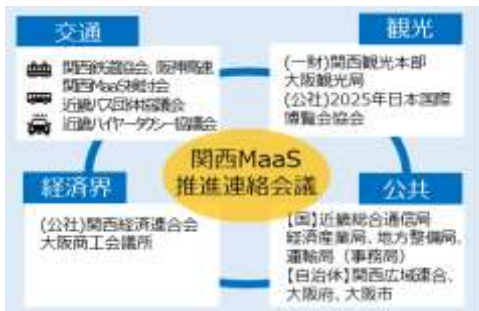 交通
関西鉄道協会、阪神高速
関西MaaS検討会
近畿バス団体協議会
近畿ハイヤータクシー協議会
観光
(一財)関西観光本部
大阪観光局
(公社)2025年日本国際
博覧会協会
関西MaaS
推進連絡会議
経済界
(公社)関西経済連合会
大阪商工会議所
公共
【国】近畿総合通信局
経済産業局、地方整備局、
運輸局（事務局）
【自治体】関西広域連合、
大阪府、大阪市